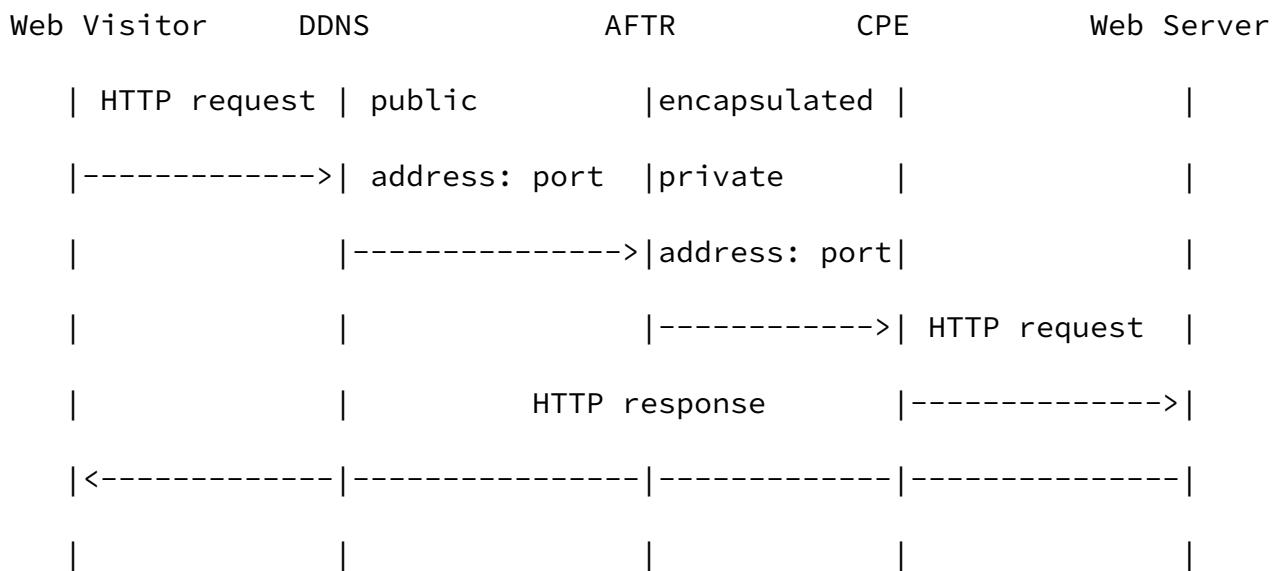 Web Visitor DDNS AFTR CPE Web Server
| HTTP request | public |encapsulated | |
|------------->| address: port |private | |
| |--------------->|address: port| |
| | |------------>| HTTP request |
| | HTTP response |-------------->|
|<-------------|----------------|-------------|---------------|
| | | | |